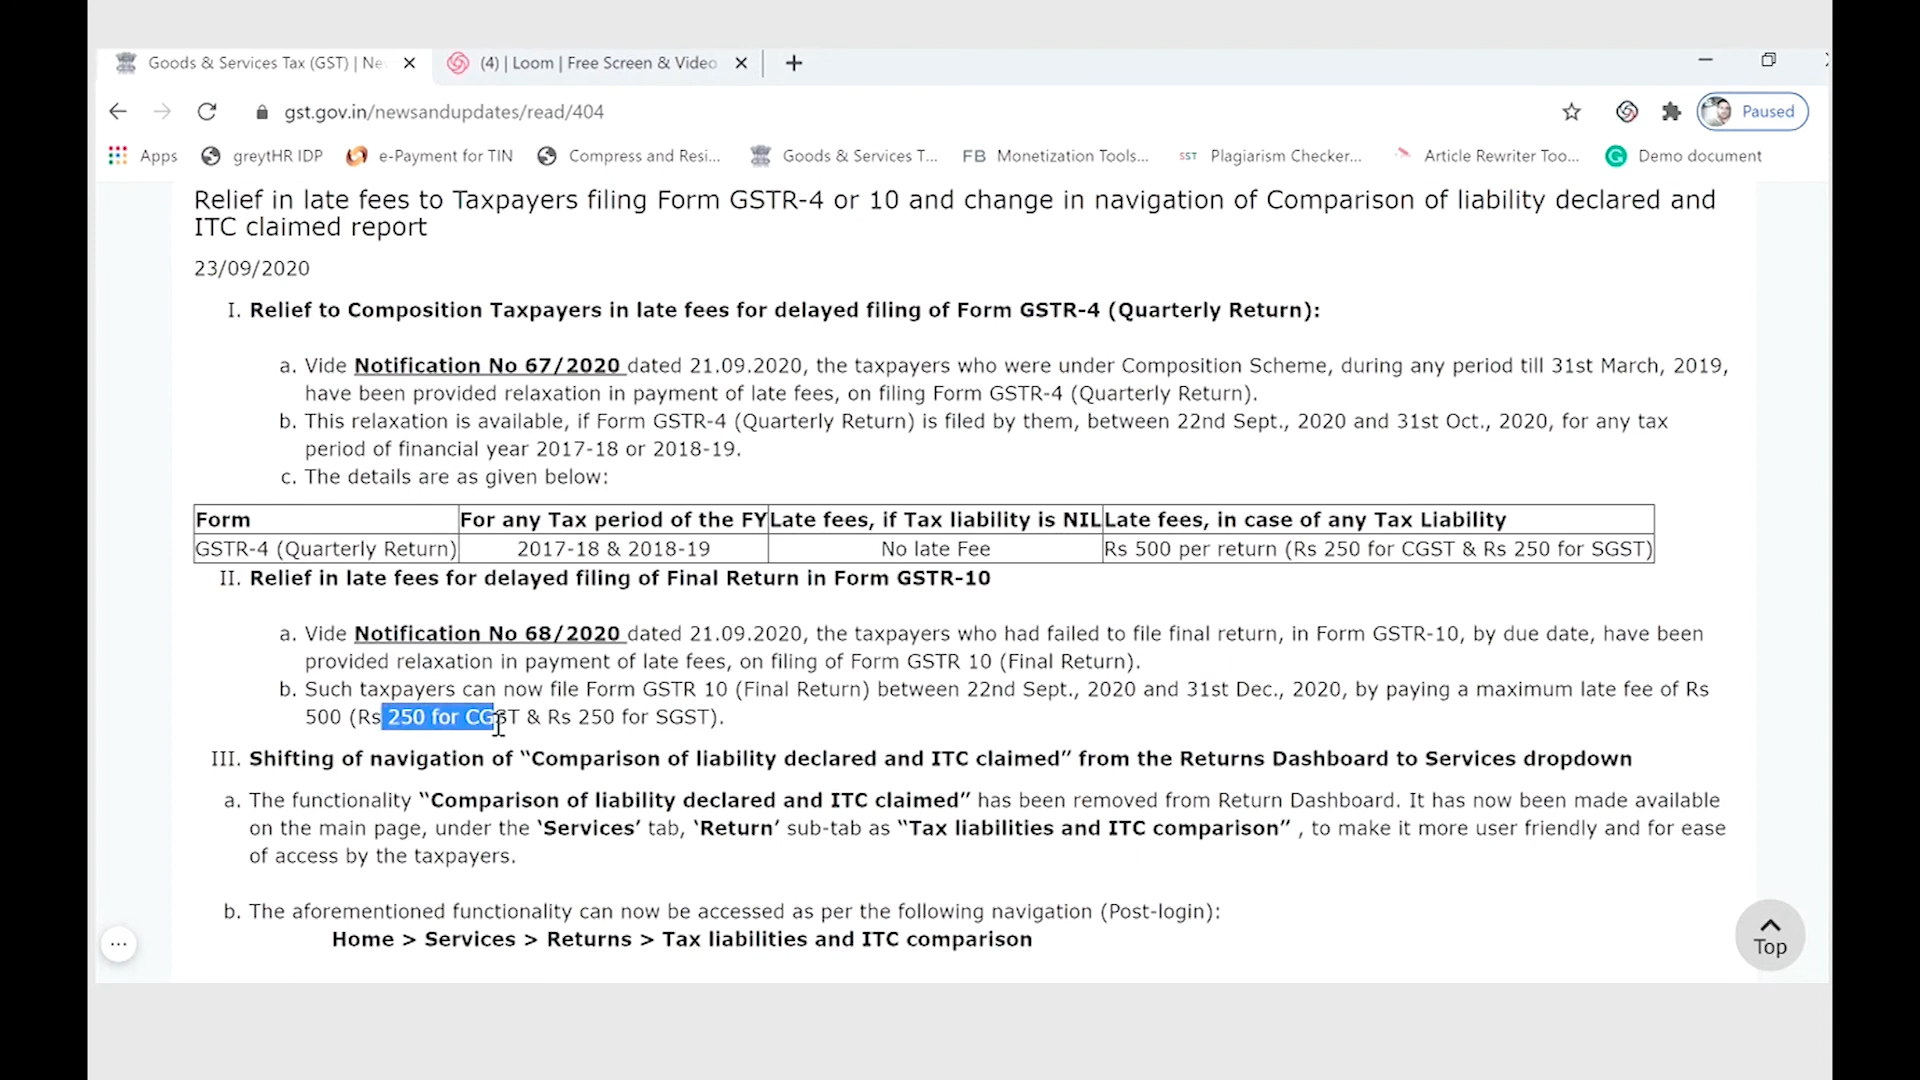 Goods & Services Tax (GST) | Ne
(4) | Loom | Free Screen & Video
gst.gov.in/newsandupdates/read/404
Paused
Apps greytHR IDP e-Payment for TIN Compress and Resi... Goods & Services T... FB Monetization Tools... SST Plagiarism Checker... Article Rewriter Too... Demo document
Relief in late fees to Taxpayers filing Form GSTR-4 or 10 and change in navigation of Comparison of liability declared and
ITC claimed report
23/09/2020
I. Relief to Composition Taxpayers in late fees for delayed filing of Form GSTR-4 (Quarterly Return):
a. Vide Notification No 67/2020 dated 21.09.2020, the taxpayers who were under Composition Scheme, during any period till 31st March, 2019,
have been provided relaxation in payment of late fees, on filing Form GSTR-4 (Quarterly Return).
b. This relaxation is available, if Form GSTR-4 (Quarterly Return) is filed by them, between 22nd Sept., 2020 and 31st Oct., 2020, for any tax
period of financial year 2017-18 or 2018-19.
c. The details are as given below:
Form For any Tax period of the FY Late fees, if Tax liability is NIL Late fees, in case of any Tax Liability
GSTR-4 (Quarterly Return) 2017-18 & 2018-19 No late Fee Rs 500 per return (Rs 250 for CGST & Rs 250 for SGST)
II. Relief in late fees for delayed filing of Final Return in Form GSTR-10
a. Vide Notification No 68/2020 dated 21.09.2020, the taxpayers who had failed to file final return, in Form GSTR-10, by due date, have been
provided relaxation in payment of late fees, on filing of Form GSTR 10 (Final Return).
b. Such taxpayers can now file Form GSTR 10 (Final Return) between 22nd Sept., 2020 and 31st Dec., 2020, by paying a maximum late fee of Rs
500 (Rs 250 for CGST & Rs 250 for SGST).
III. Shifting of navigation of “Comparison of liability declared and ITC claimed” from the Returns Dashboard to Services dropdown
a. The functionality “Comparison of liability declared and ITC claimed” has been removed from Return Dashboard. It has now been made available
on the main page, under the ‘Services’ tab, ‘Return’ sub-tab as “Tax liabilities and ITC comparison” , to make it more user friendly and for ease
of access by the taxpayers.
b. The aforementioned functionality can now be accessed as per the following navigation (Post-login):
Home > Services > Returns > Tax liabilities and ITC comparison
Top